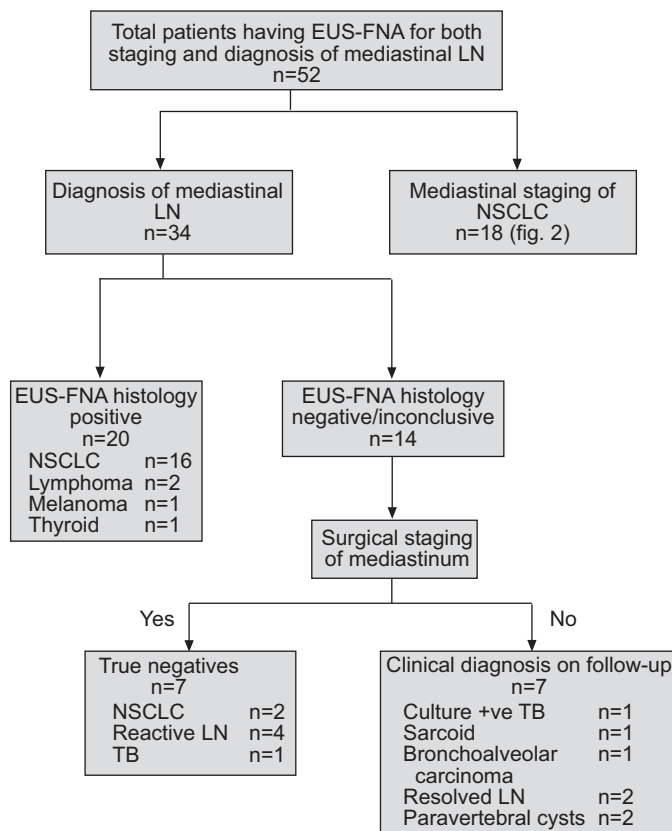 Total patients having EUS-FNA for both
staging and diagnosis of mediastinal LN
n=52
Diagnosis of mediastinal
LN
n=34
Mediastinal staging of
NSCLC
n=18 (fig. 2)
EUS-FNA histology
positive
n=20
NSCLC n=16
Lymphoma n=2
Melanoma n=1
Thyroid n=1
EUS-FNA histology
negative/inconclusive
n=14
Surgical staging
of mediastinum
Yes
No
True negatives
n=7
NSCLC n=2
Reactive LN n=4
TB n=1
Clinical diagnosis on follow-up
n=7
Culture +ve TB n=1
Sarcoid n=1
Bronchoalveolar n=1
carcinoma
Resolved LN n=2
Paravertebral cysts n=2